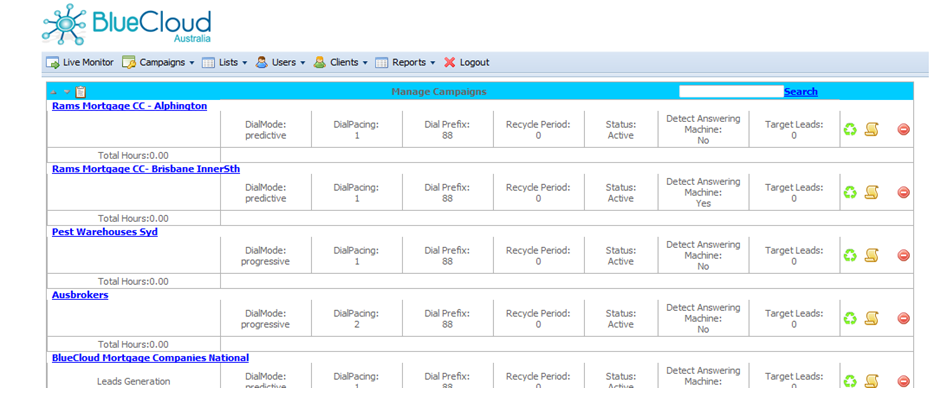 BlueCloud
Australia
Live Monitor Campaigns Lists Users Clients Reports Logout
Manage Campaigns Search
Rams Mortgage CC - Alphington
DialMode: DialPacing: Dial Prefix: Recycle Period: Status: Detect Answering Machine: Target Leads:
predictive 1 88 0 Active No 0
Total Hours:0.00
Rams Mortgage CC- Brisbane InnerSth
DialMode: DialPacing: Dial Prefix: Recycle Period: Status: Detect Answering Machine: Target Leads:
predictive 1 88 0 Active Yes 0
Total Hours:0.00
Pest Warehouses Syd
DialMode: DialPacing: Dial Prefix: Recycle Period: Status: Detect Answering Machine: Target Leads:
progressive 1 88 0 Active No 0
Total Hours:0.00
Ausbrokers
DialMode: DialPacing: Dial Prefix: Recycle Period: Status: Detect Answering Machine: Target Leads:
progressive 2 88 0 Active No 0
Total Hours:0.00
BlueCloud Mortgage Companies National
Leads Generation DialMode: DialPacing: Dial Prefix: Recycle Period: Status: Detect Answering Machine: Target Leads:
predictive 1 88 0 Active 0